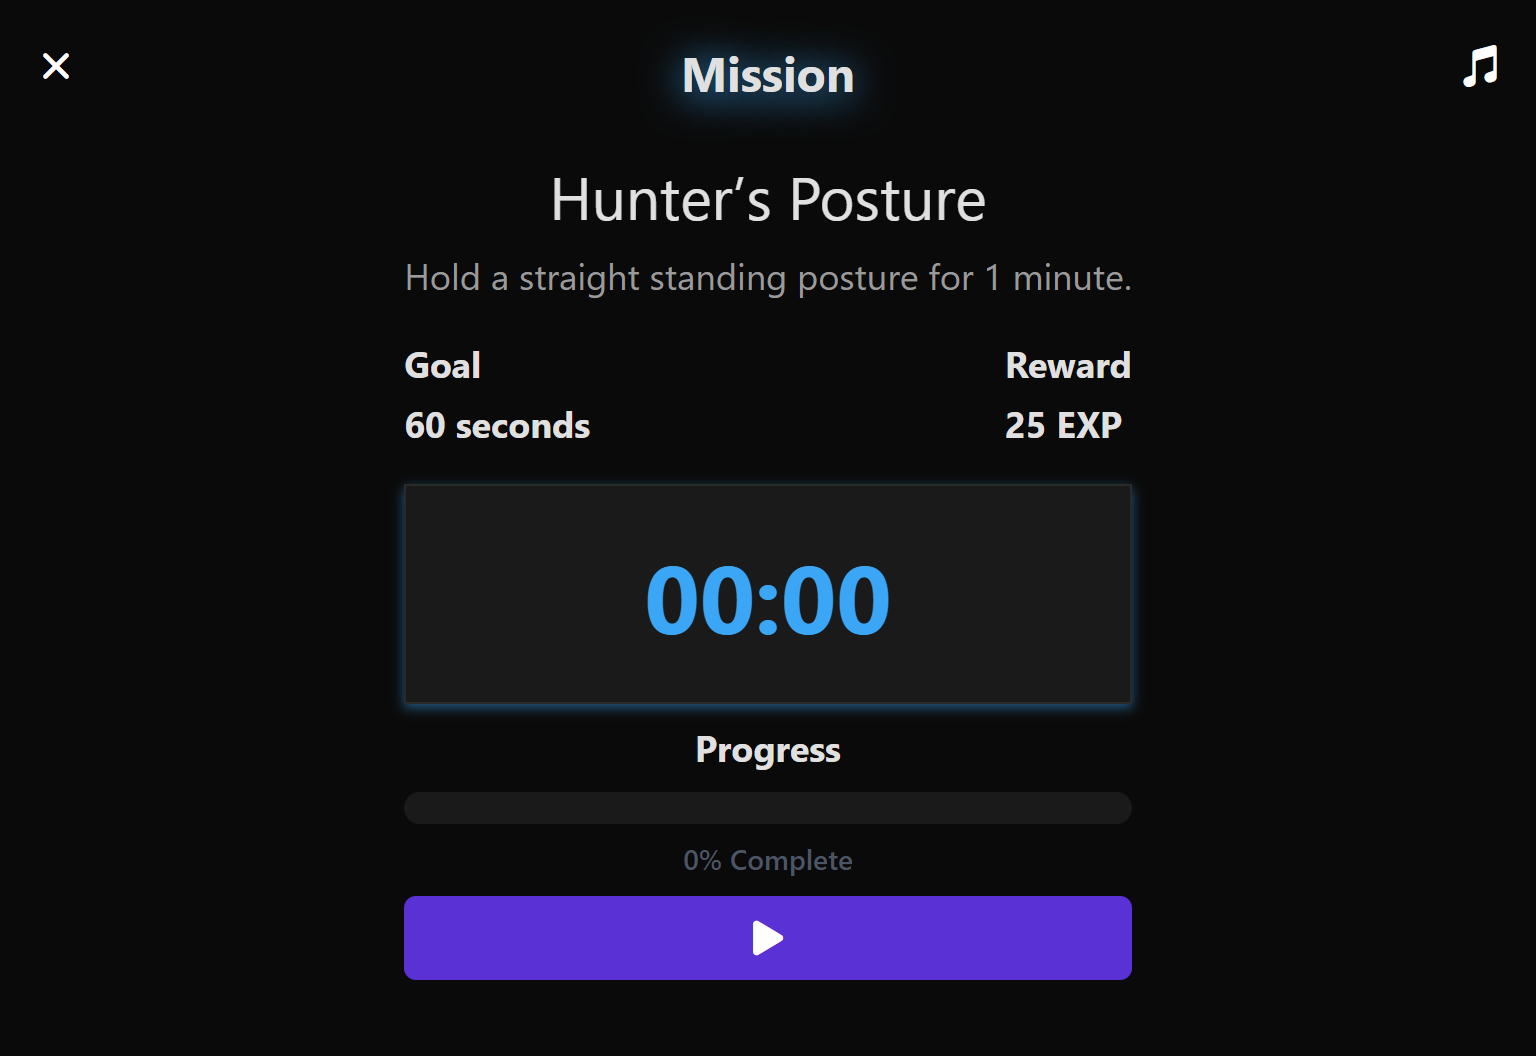 Mission
Hunter’s Posture
Hold a straight standing posture for 1 minute.
Goal
60 seconds
Reward
25 EXP
00:00
Progress
0% Complete